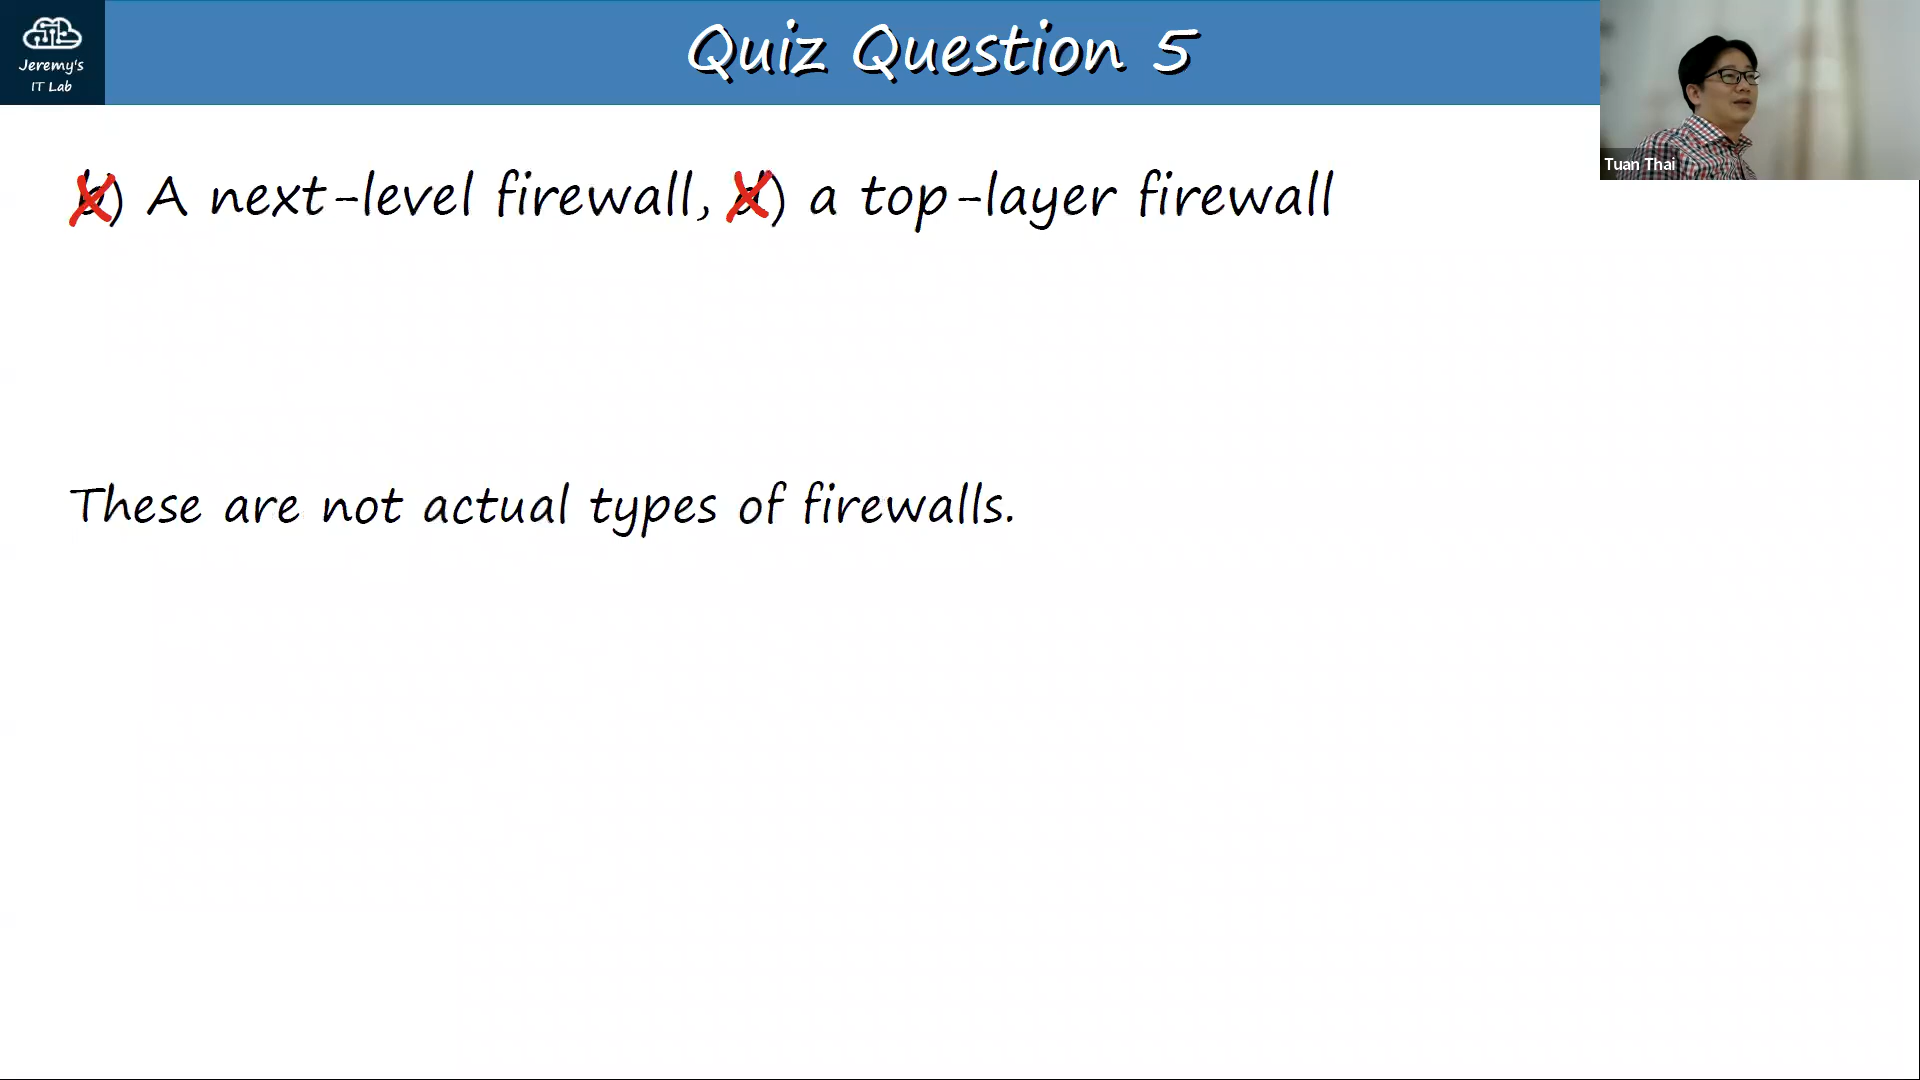 Jeremy's
IT Lab
Quiz Question 5
Tuan Thai
b) A next-level firewall, d) a top-layer firewall
These are not actual types of firewalls.